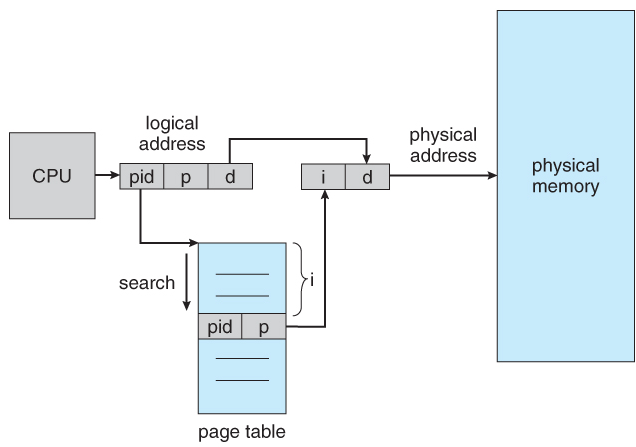 logical
address
physical
address
CPU
pid p d
i d
physical
memory
search
i
pid p
page table